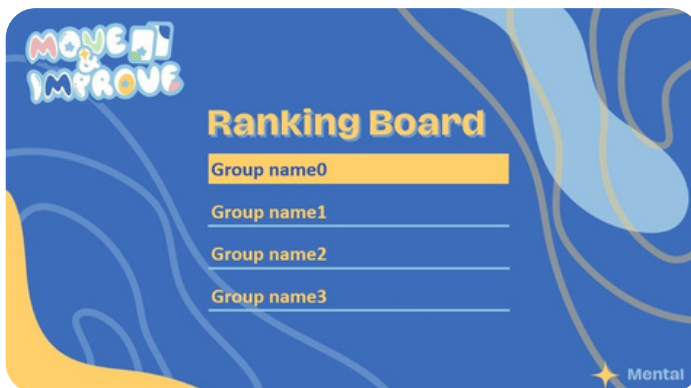 MOVE
&
IMPROVE
Ranking Board
Group name0
Group name1
Group name2
Group name3
Mental